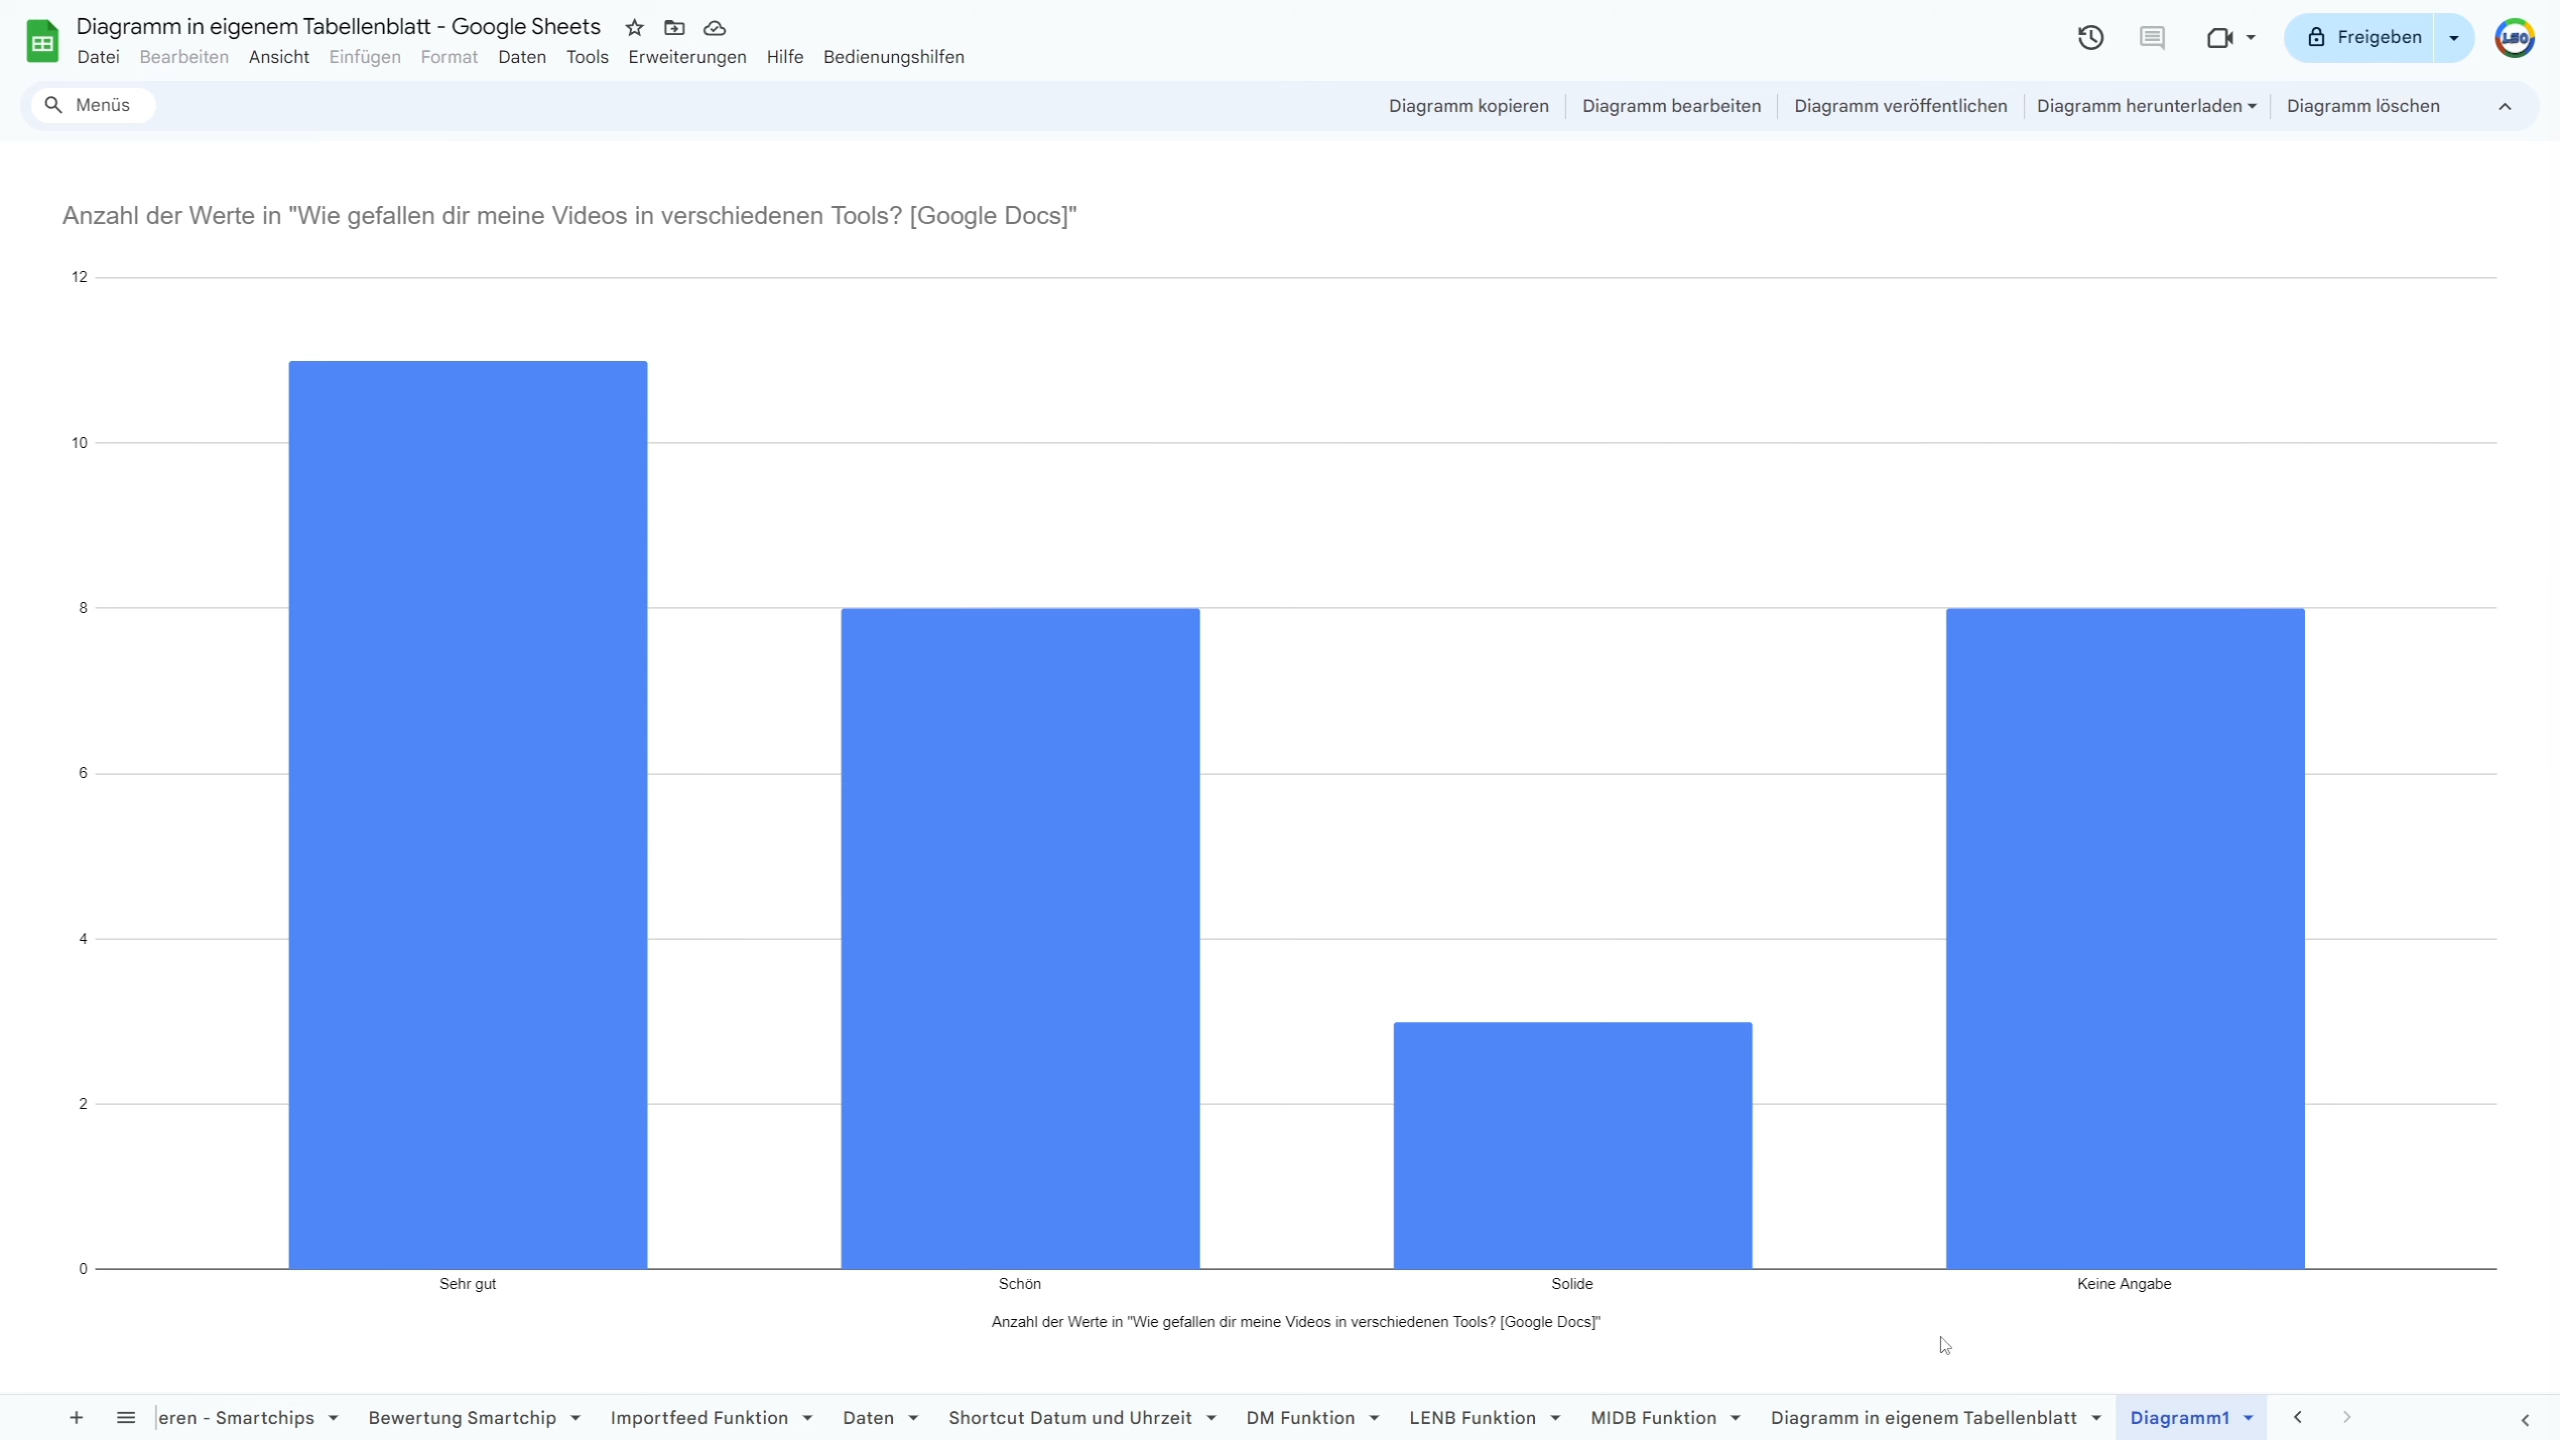 Diagramm in eigenem Tabellenblatt - Google Sheets
Datei Bearbeiten Ansicht Einfügen Format Daten Tools Erweiterungen Hilfe Bedienungshilfen
Freigeben
LSO
Menüs
Diagramm kopieren Diagramm bearbeiten Diagramm veröffentlichen Diagramm herunterladen Diagramm löschen
Anzahl der Werte in "Wie gefallen dir meine Videos in verschiedenen Tools? [Google Docs]"
12
10
8
6
4
2
0
Sehr gut Schön Solide Keine Angabe
Anzahl der Werte in "Wie gefallen dir meine Videos in verschiedenen Tools? [Google Docs]"
eren - Smartchips Bewertung Smartchip Importfeed Funktion Daten Shortcut Datum und Uhrzeit DM Funktion LENB Funktion MIDB Funktion Diagramm in eigenem Tabellenblatt Diagramm1